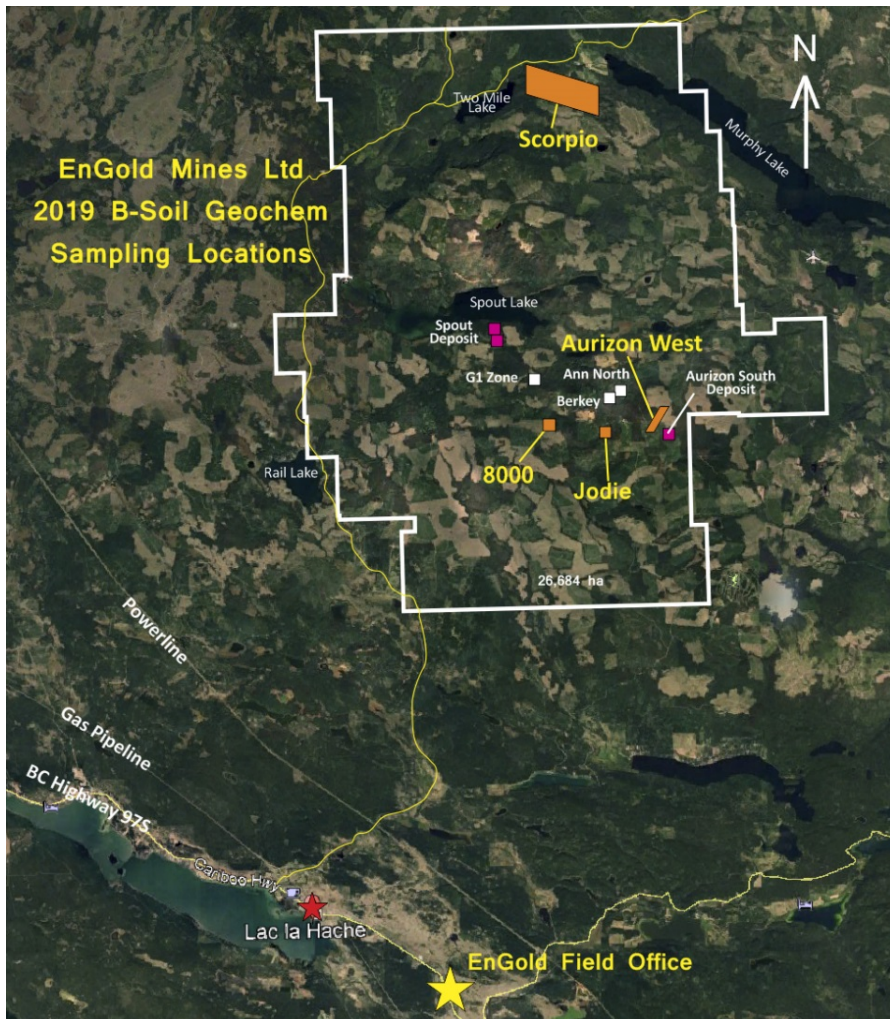 N
Two Mile
Lake
Scorpio
Murphy Lake
EnGold Mines Ltd
2019 B-Soil Geochem
Sampling Locations
Spout Lake
Spout
Deposit
Aurizon West
G1 Zone
Ann North
Aurizon South
Deposit
Berkey
8000
Jodie
Rail Lake
26,684 ha
Powerline
Gas Pipeline
BC Highway 97S
Cariboo Hwy
Lac la Hache
EnGold Field Office